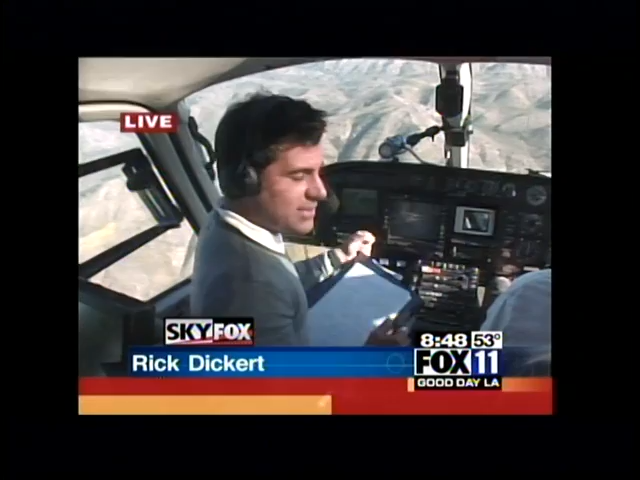 LIVE
SKYFOX
Rick Dickert
8:48 53°
FOX 11
GOOD DAY LA